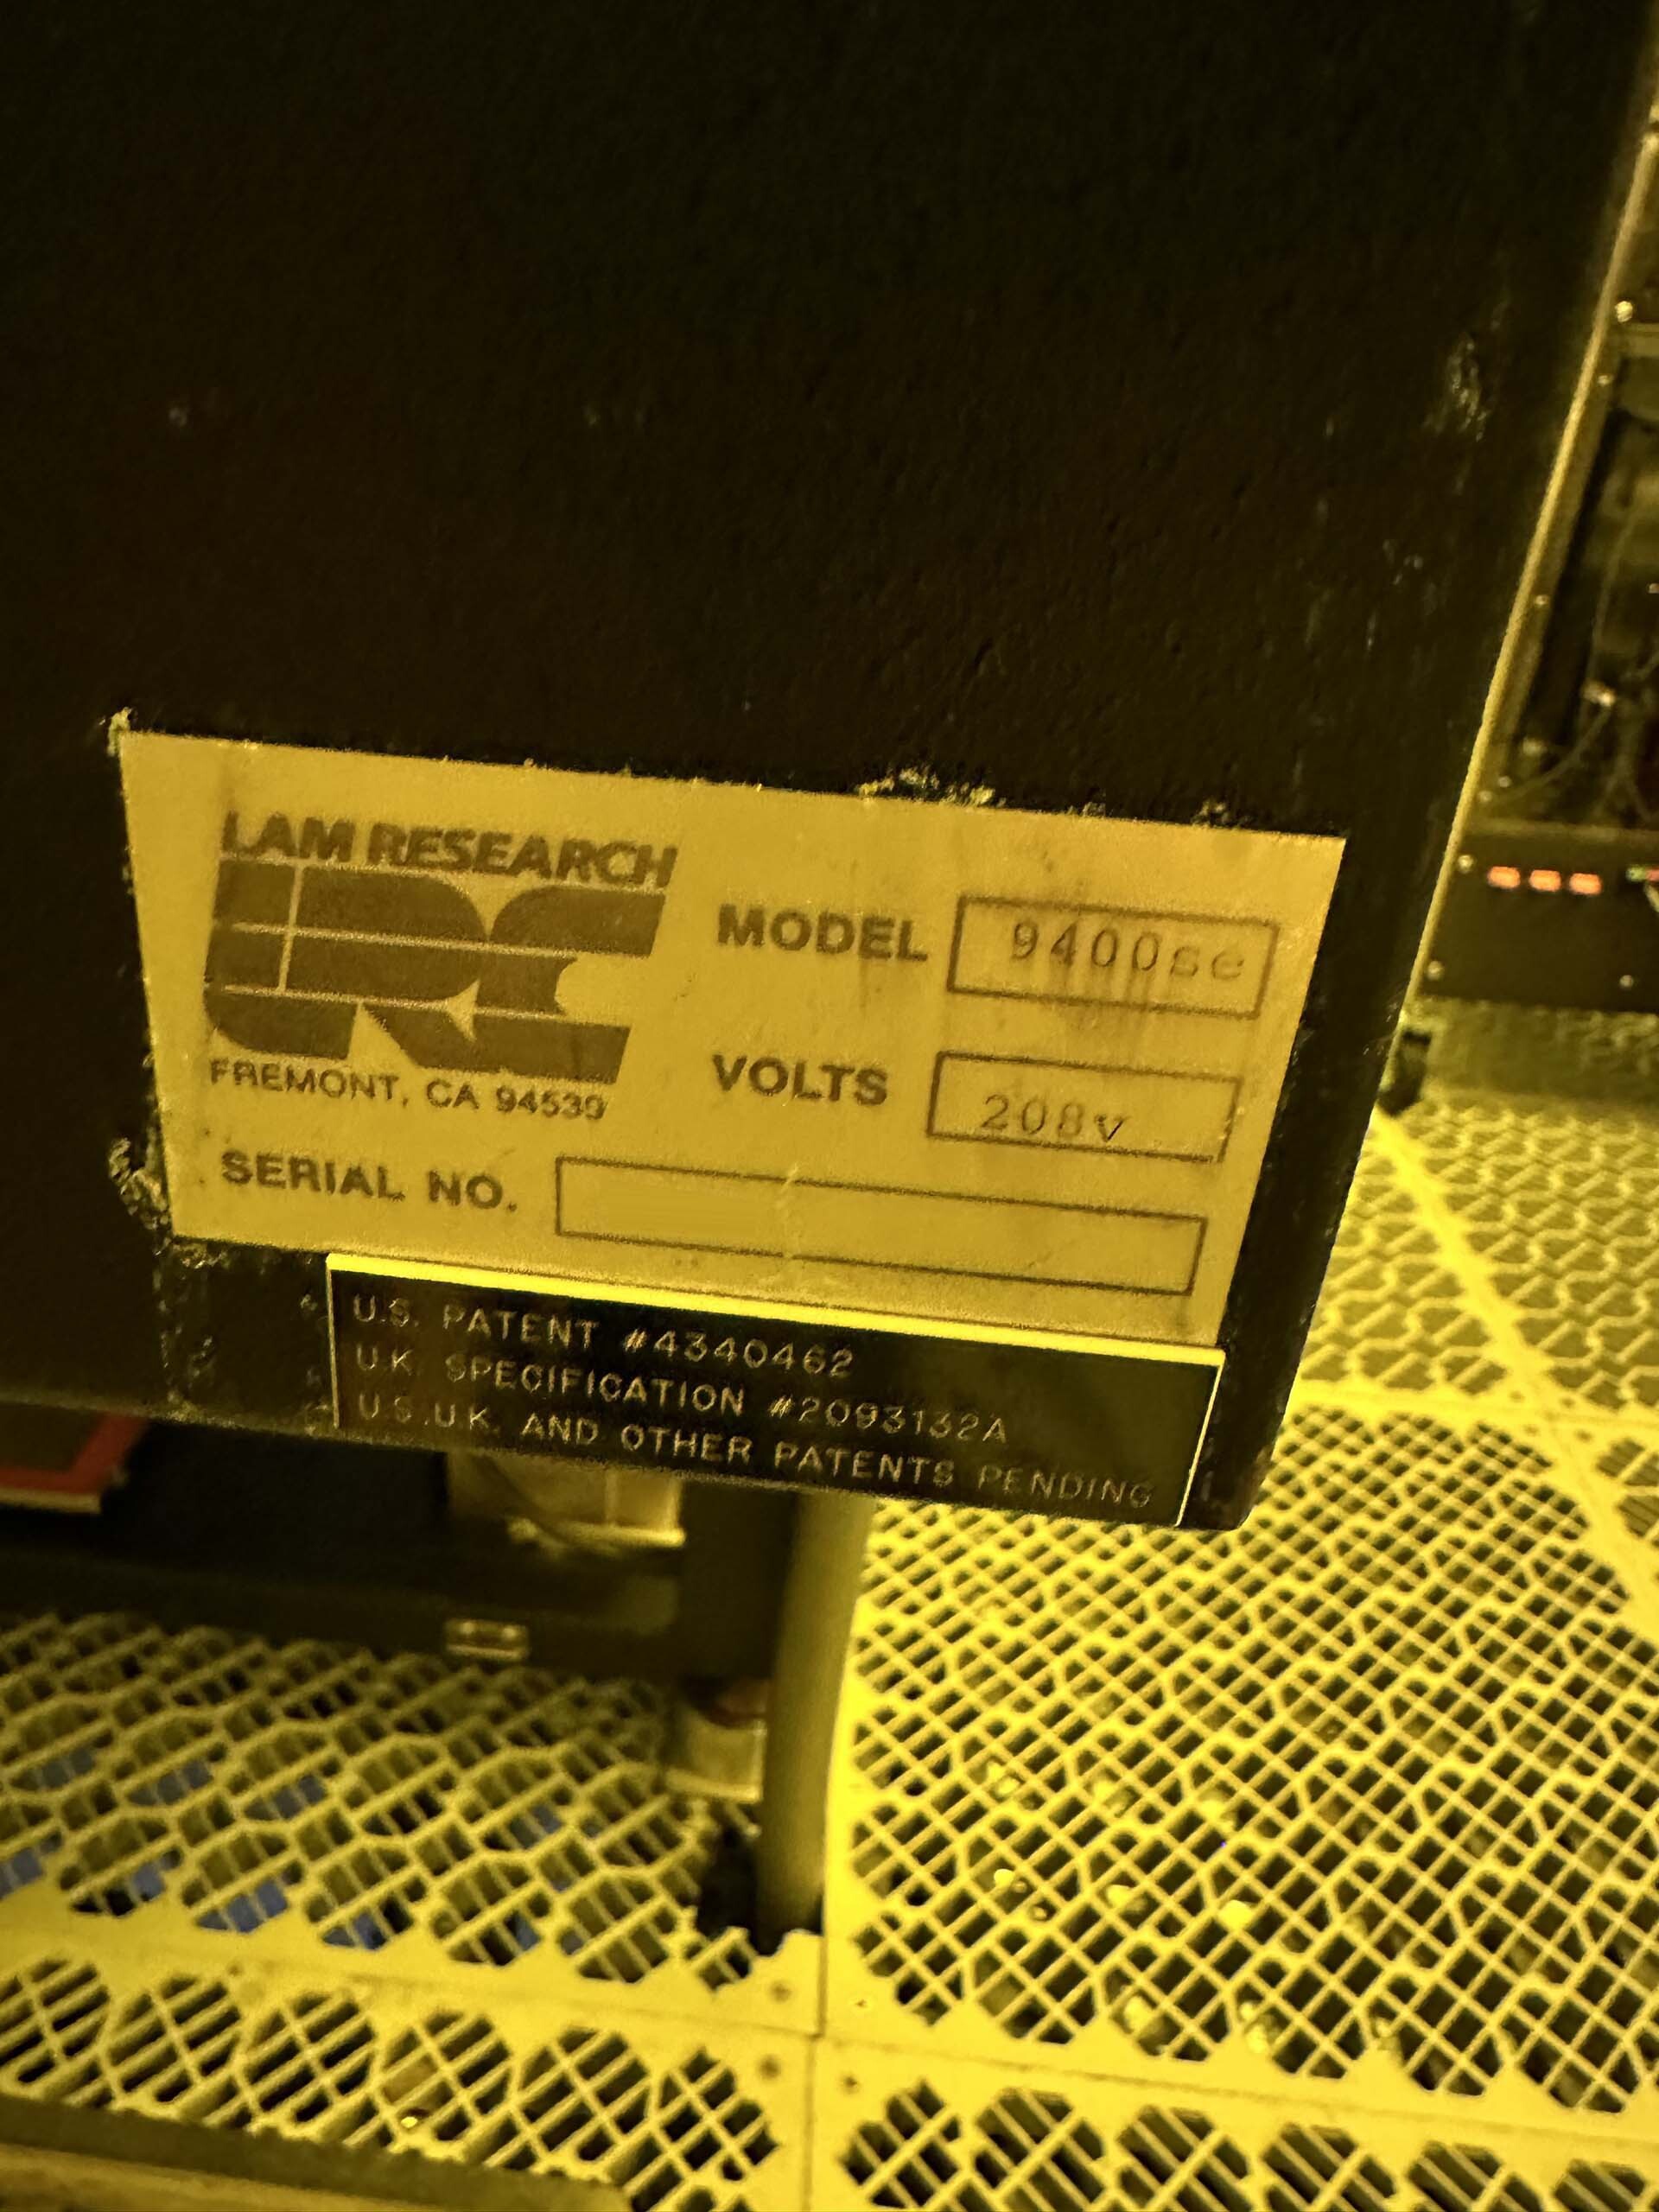 LAM RESEARCH
LRC
FREMONT, CA 94539
MODEL 9400se
VOLTS 208v
SERIAL NO.
U.S. PATENT #4340462
U.K. SPECIFICATION #2093132A
U.S. U.K. AND OTHER PATENTS PENDING